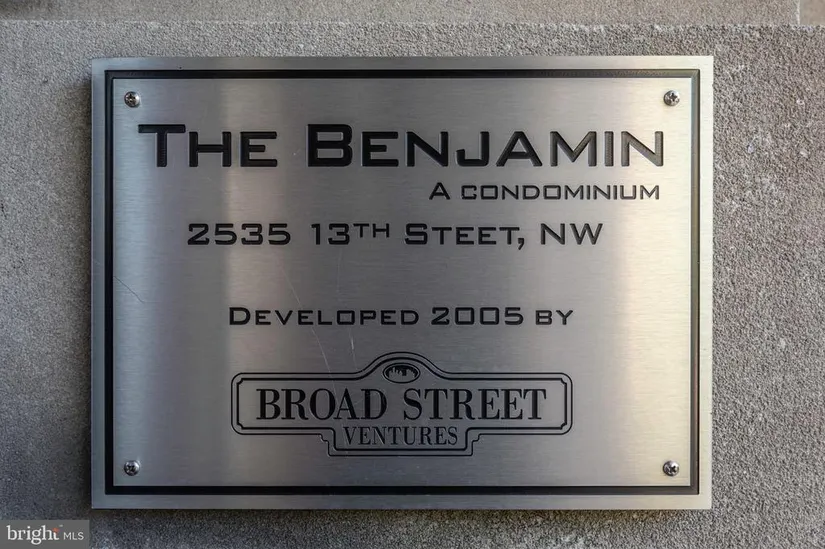 THE BENJAMIN
A CONDOMINIUM
2535 13TH STEET, NW
DEVELOPED 2005 BY
BROAD STREET
VENTURES
bright MLS